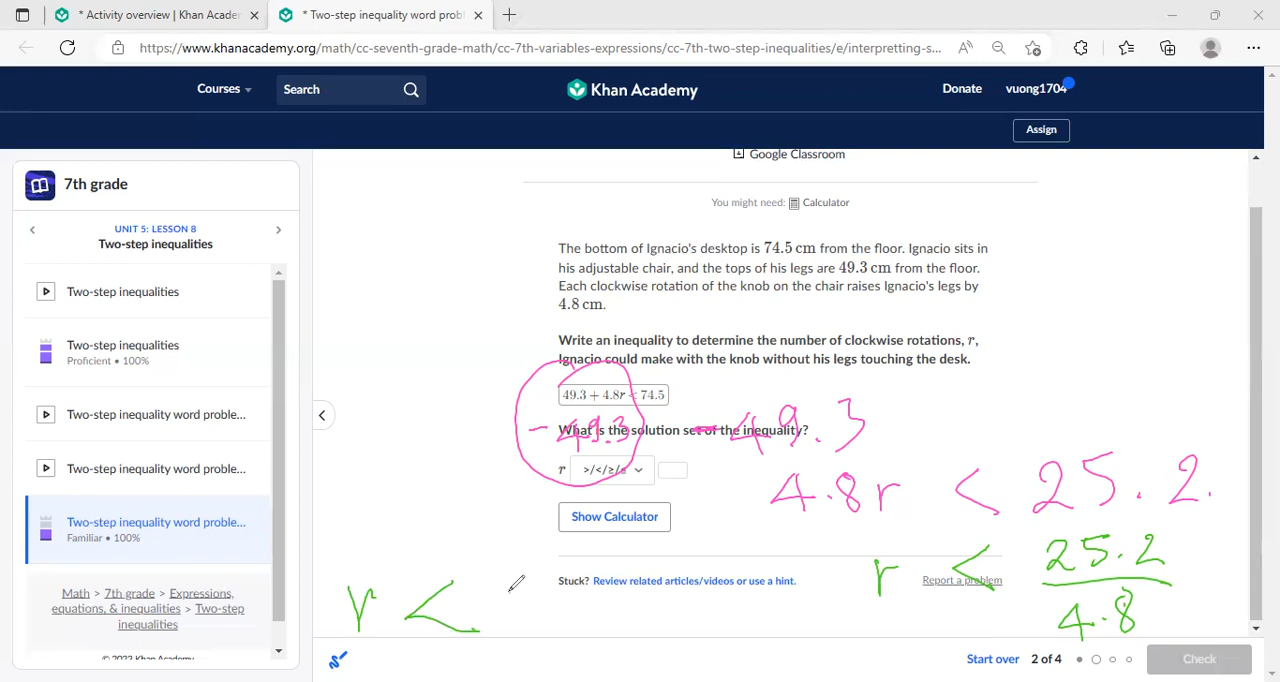 * Activity overview | Khan Acader
* Two-step inequality word probl
https://www.khanacademy.org/math/cc-seventh-grade-math/cc-7th-variables-expressions/cc-7th-two-step-inequalities/e/interpretting-s...
Courses
Search
Khan Academy
Donate
vuong1704
Assign
7th grade
UNIT 5: LESSON 8
Two-step inequalities
Two-step inequalities
Two-step inequalities
Proficient • 100%
Two-step inequality word proble...
Two-step inequality word proble...
Two-step inequality word proble...
Familiar • 100%
Math > 7th grade > Expressions,
equations, & inequalities > Two-step
inequalities
© 2023 Khan Academy
Google Classroom
You might need: Calculator
The bottom of Ignacio's desktop is 74.5 cm from the floor. Ignacio sits in
his adjustable chair, and the tops of his legs are 49.3 cm from the floor.
Each clockwise rotation of the knob on the chair raises Ignacio's legs by
4.8 cm.
Write an inequality to determine the number of clockwise rotations, r,
Ignacio could make with the knob without his legs touching the desk.
49.3 + 4.8r < 74.5
- 49.3 - 49.3
What is the solution set of the inequality?
r >/</≥/≤
4.8r < 25.2.
Show Calculator
r < 25.2
4.8
Stuck? Review related articles/videos or use a hint.
Report a problem
r <
Start over 2 of 4 Check